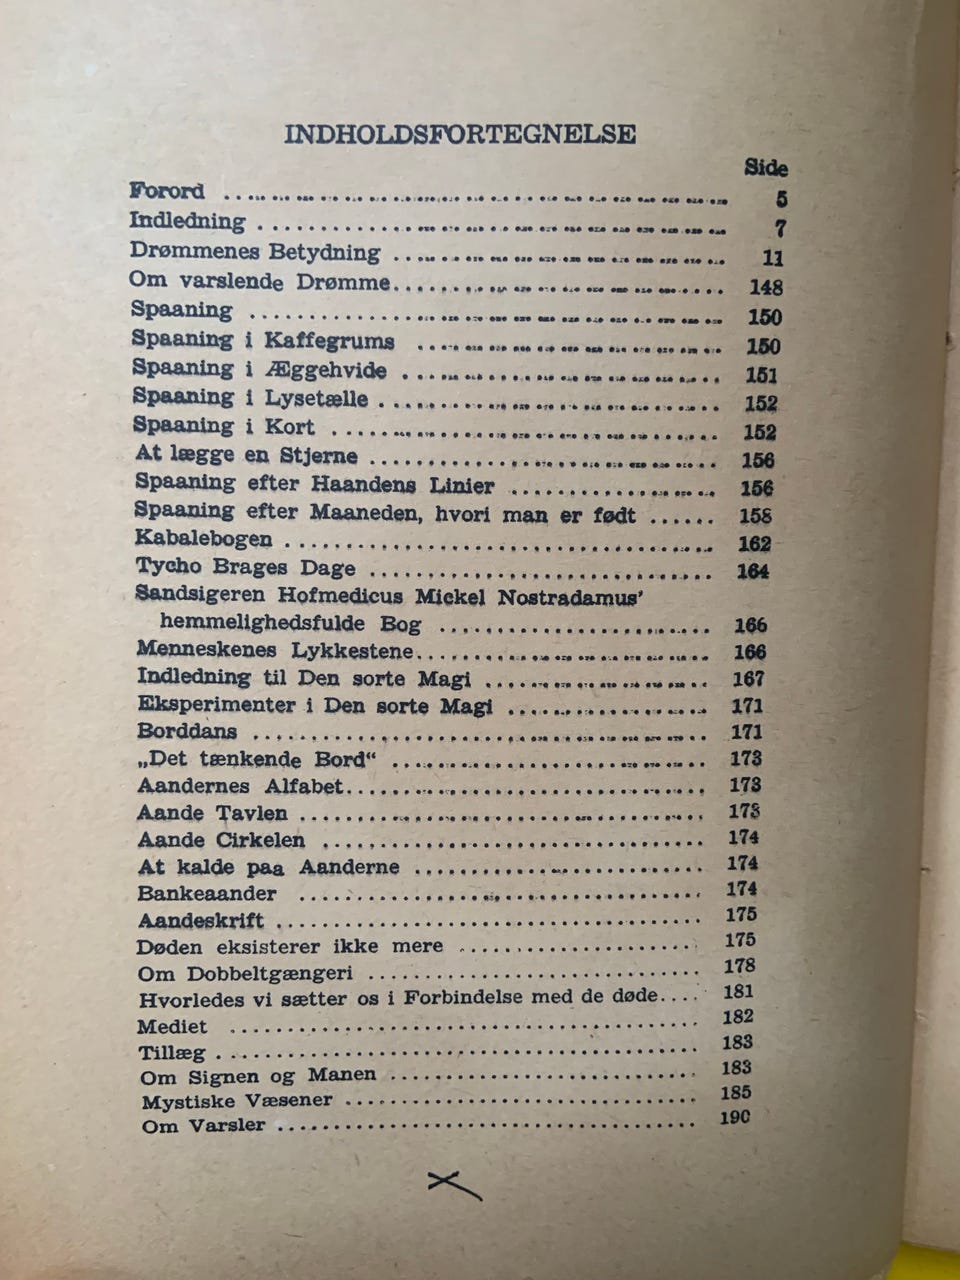 INDHOLDSFORTEGNELSE
Side
Forord ........ 5
Indledning ........ 7
Drømmenes Betydning ........ 11
Om varslende Drømme ........ 148
Spaaning ........ 150
Spaaning i Kaffegrums ........ 150
Spaaning i Æggehvide ........ 151
Spaaning i Lysetælle ........ 152
Spaaning i Kort ........ 152
At lægge en Stjerne ........ 156
Spaaning efter Haandens Linier ........ 156
Spaaning efter Maaneden, hvori man er født ...... 158
Kabalebogen ........ 162
Tycho Brages Dage ........ 164
Sandsigeren Hofmedicus Mickel Nostradamus'
hemmelighedsfulde Bog ........ 166
Menneskenes Lykkestene ........ 166
Indledning til Den sorte Magi ........ 167
Eksperimenter i Den sorte Magi ........ 171
Borddans ........ 171
„Det tænkende Bord“ ........ 173
Aandernes Alfabet ........ 173
Aande Tavlen ........ 173
Aande Cirkelen ........ 174
At kalde paa Aanderne ........ 174
Bankeaander ........ 174
Aandeskrift ........ 175
Døden eksisterer ikke mere ........ 175
Om Dobbeltgængeri ........ 178
Hvorledes vi sætter os i Forbindelse med de døde.... 181
Mediet ........ 182
Tillæg ........ 183
Om Signen og Manen ........ 183
Mystiske Væsener ........ 185
Om Varsler ........ 190